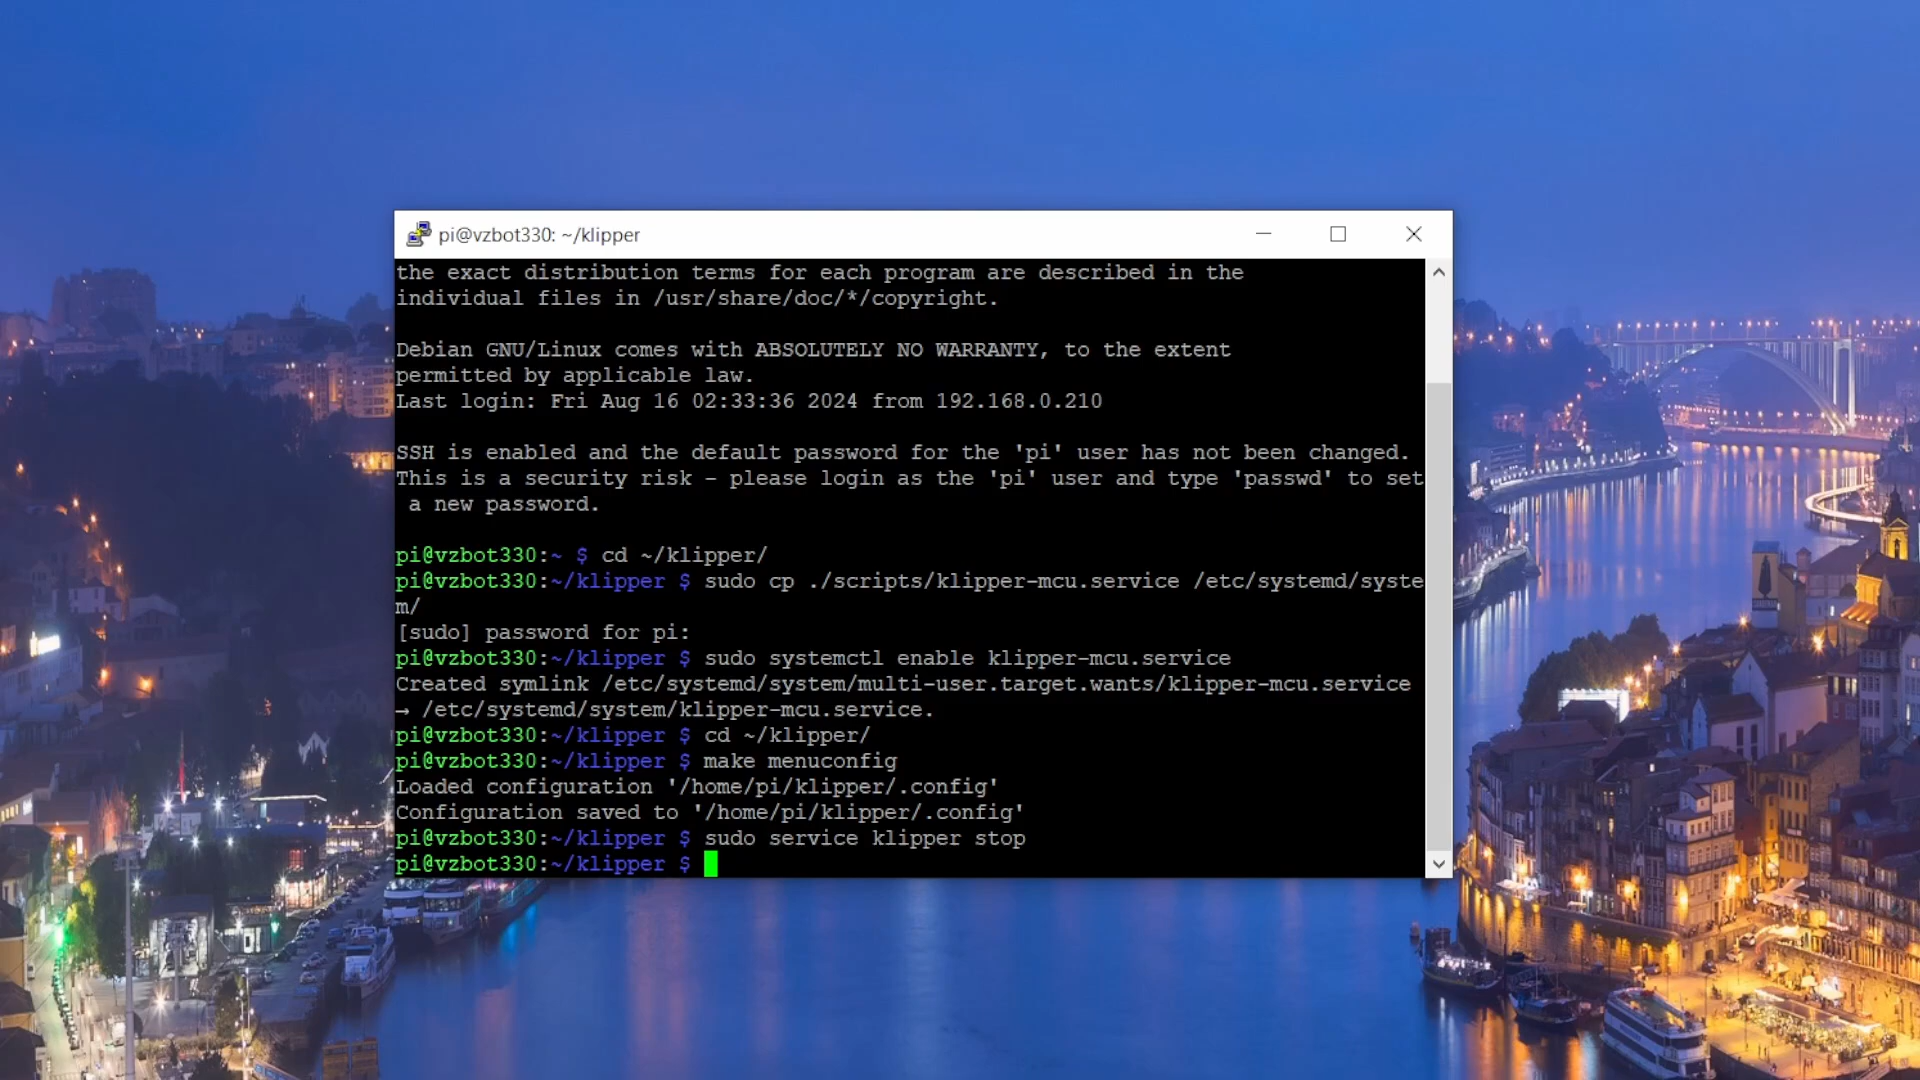 pi@vzbot330: ~/klipper
the exact distribution terms for each program are described in the
individual files in /usr/share/doc/*/copyright.
Debian GNU/Linux comes with ABSOLUTELY NO WARRANTY, to the extent
permitted by applicable law.
Last login: Fri Aug 16 02:33:36 2024 from 192.168.0.210
SSH is enabled and the default password for the 'pi' user has not been changed.
This is a security risk - please login as the 'pi' user and type 'passwd' to set
a new password.
pi@vzbot330:~ $ cd ~/klipper/
pi@vzbot330:~/klipper $ sudo cp ./scripts/klipper-mcu.service /etc/systemd/syste
m/
[sudo] password for pi:
pi@vzbot330:~/klipper $ sudo systemctl enable klipper-mcu.service
Created symlink /etc/systemd/system/multi-user.target.wants/klipper-mcu.service
→ /etc/systemd/system/klipper-mcu.service.
pi@vzbot330:~/klipper $ cd ~/klipper/
pi@vzbot330:~/klipper $ make menuconfig
Loaded configuration '/home/pi/klipper/.config'
Configuration saved to '/home/pi/klipper/.config'
pi@vzbot330:~/klipper $ sudo service klipper stop
pi@vzbot330:~/klipper $